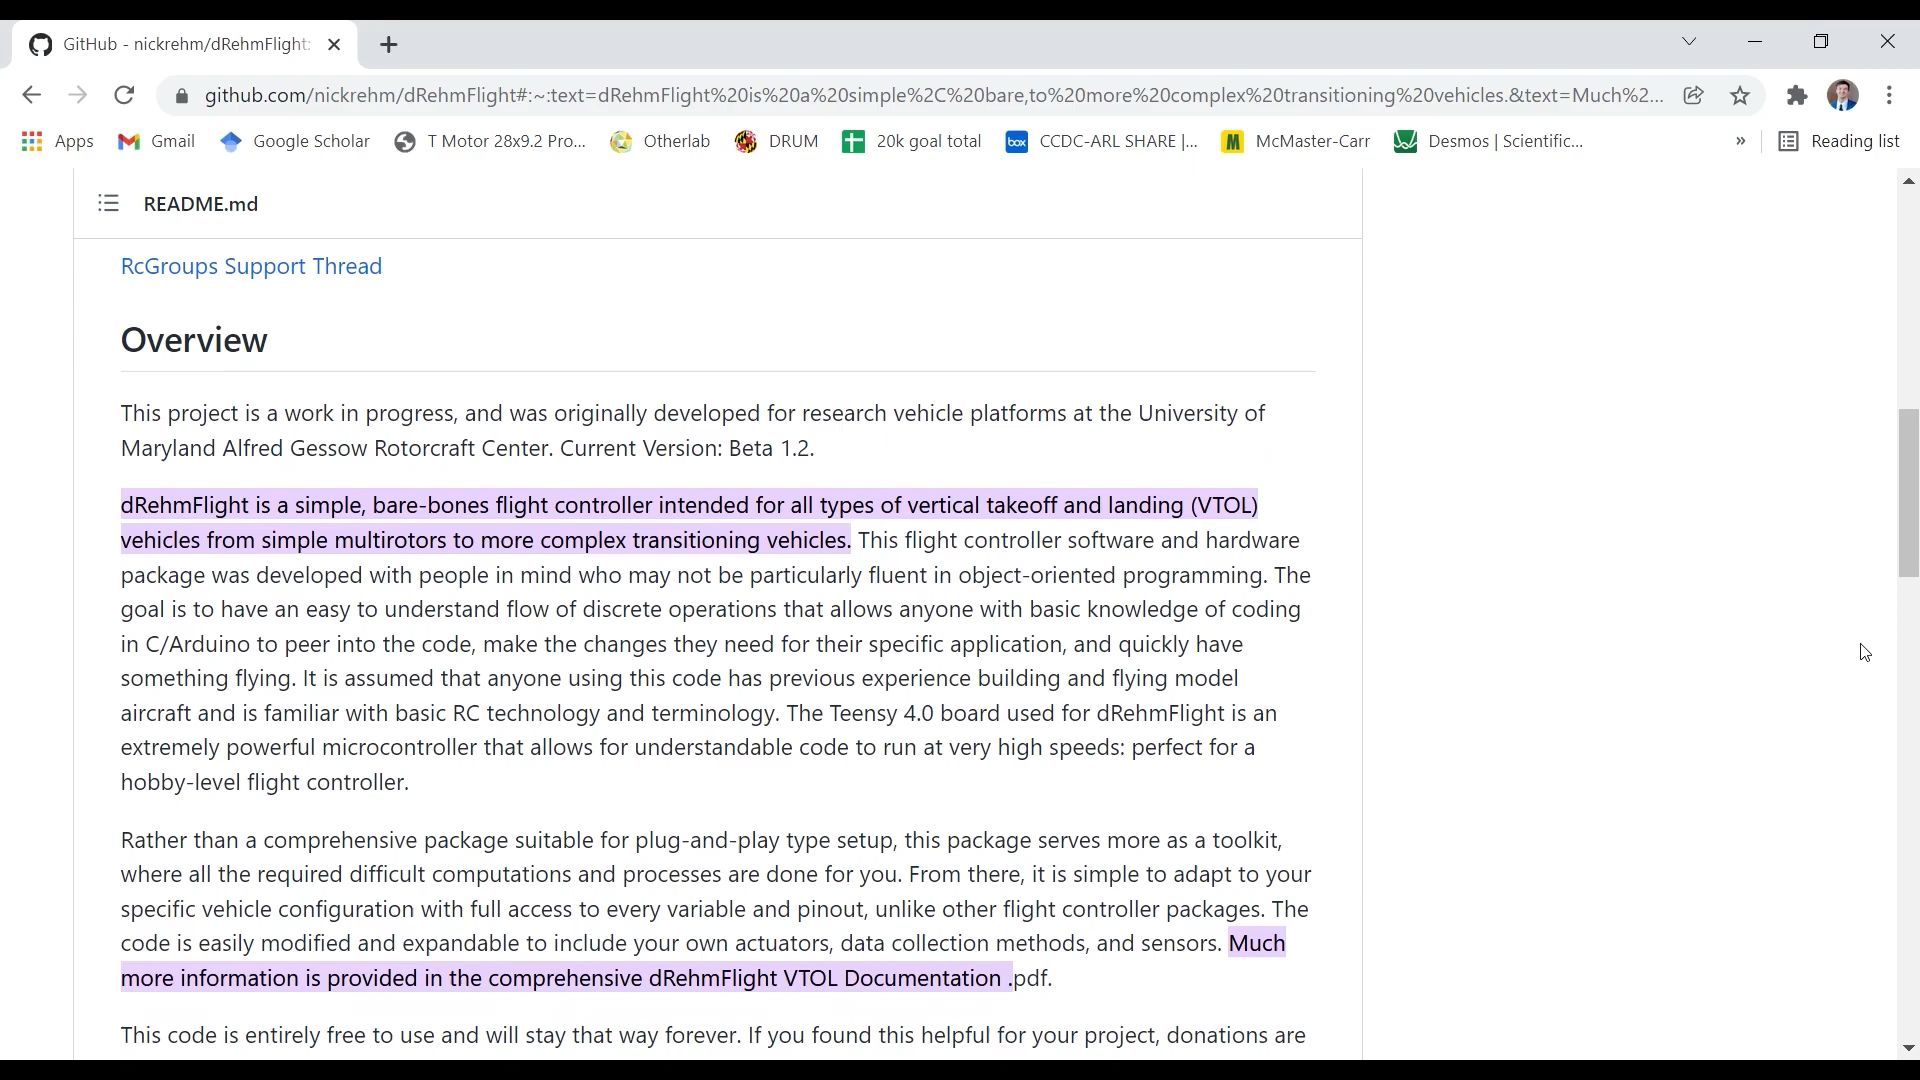 GitHub - nickrehm/dRehmFlight:
github.com/nickrehm/dRehmFlight#:~:text=dRehmFlight%20is%20a%20simple%2C%20bare,to%20more%20complex%20transitioning%20vehicles.&text=Much%2...
Apps Gmail Google Scholar T Motor 28x9.2 Pro... Otherlab DRUM 20k goal total box CCDC-ARL SHARE |... M McMaster-Carr Desmos | Scientific... » Reading list
README.md
RcGroups Support Thread
Overview
This project is a work in progress, and was originally developed for research vehicle platforms at the University of
Maryland Alfred Gessow Rotorcraft Center. Current Version: Beta 1.2.
dRehmFlight is a simple, bare-bones flight controller intended for all types of vertical takeoff and landing (VTOL)
vehicles from simple multirotors to more complex transitioning vehicles. This flight controller software and hardware
package was developed with people in mind who may not be particularly fluent in object-oriented programming. The
goal is to have an easy to understand flow of discrete operations that allows anyone with basic knowledge of coding
in C/Arduino to peer into the code, make the changes they need for their specific application, and quickly have
something flying. It is assumed that anyone using this code has previous experience building and flying model
aircraft and is familiar with basic RC technology and terminology. The Teensy 4.0 board used for dRehmFlight is an
extremely powerful microcontroller that allows for understandable code to run at very high speeds: perfect for a
hobby-level flight controller.
Rather than a comprehensive package suitable for plug-and-play type setup, this package serves more as a toolkit,
where all the required difficult computations and processes are done for you. From there, it is simple to adapt to your
specific vehicle configuration with full access to every variable and pinout, unlike other flight controller packages. The
code is easily modified and expandable to include your own actuators, data collection methods, and sensors. Much
more information is provided in the comprehensive dRehmFlight VTOL Documentation .pdf.
This code is entirely free to use and will stay that way forever. If you found this helpful for your project, donations are